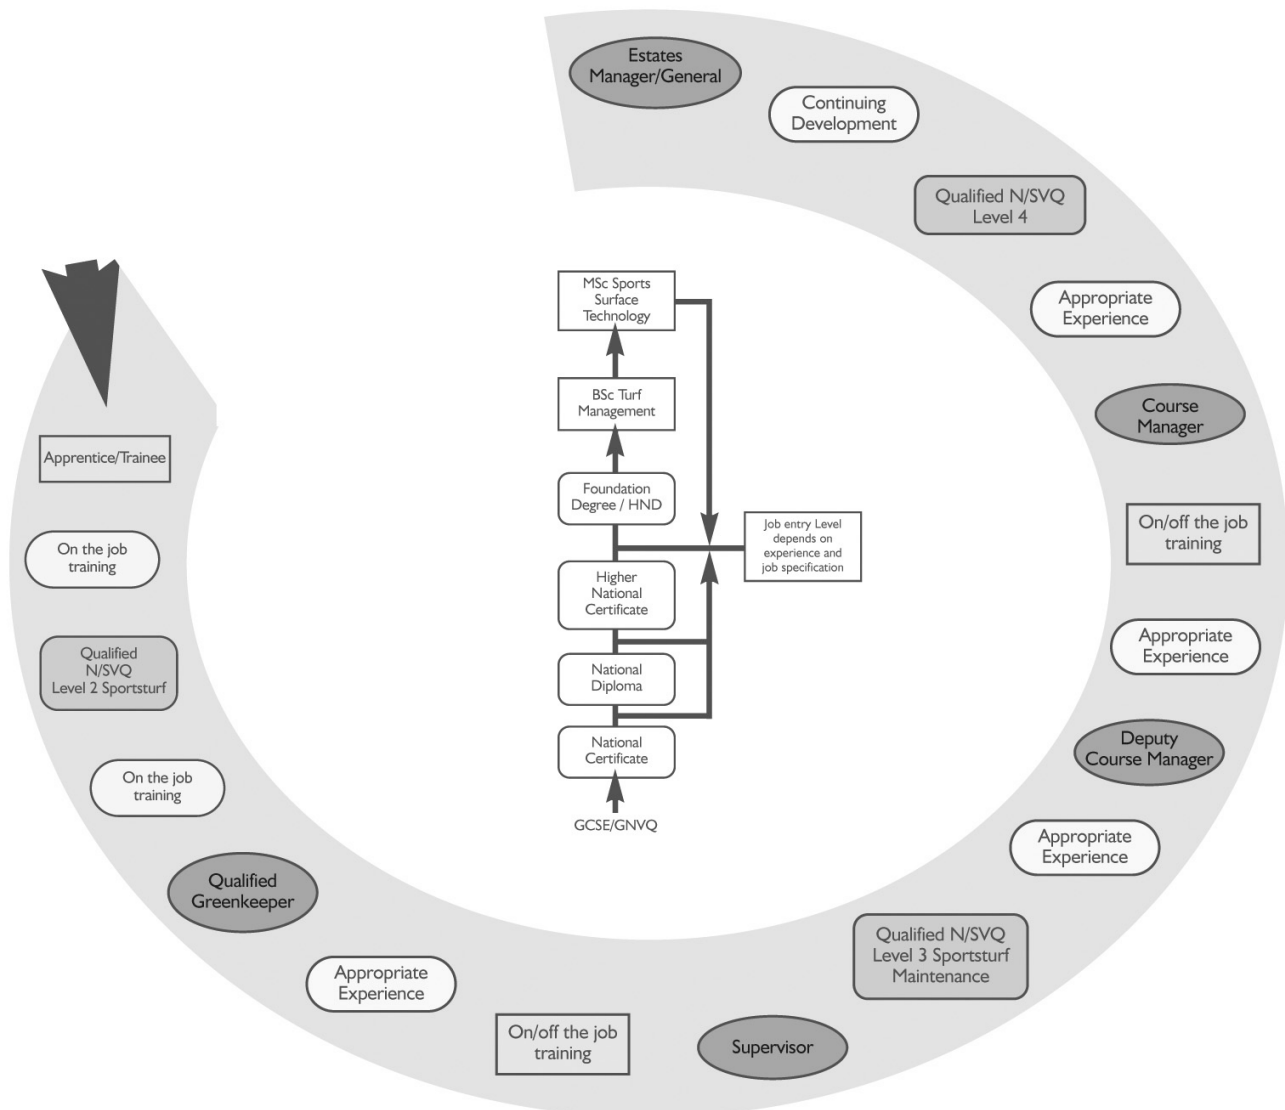 Estates
Manager/General
Continuing
Development
Qualified N/SVQ
Level 4
Appropriate
Experience
Course
Manager
On/off the job
training
Appropriate
Experience
Deputy
Course Manager
Appropriate
Experience
Qualified N/SVQ
Level 3 Sportsturf
Maintenance
Supervisor
On/off the job
training
Appropriate
Experience
Qualified
Greenkeeper
On the job
training
Qualified
N/SVQ
Level 2 Sportsturf
On the job
training
Apprentice/Trainee
MSc Sports
Surface
Technology
BSc Turf
Management
Foundation
Degree / HND
Job entry Level
depends on
experience and
job specification
Higher
National
Certificate
National
Diploma
National
Certificate
GCSE/GNVQ